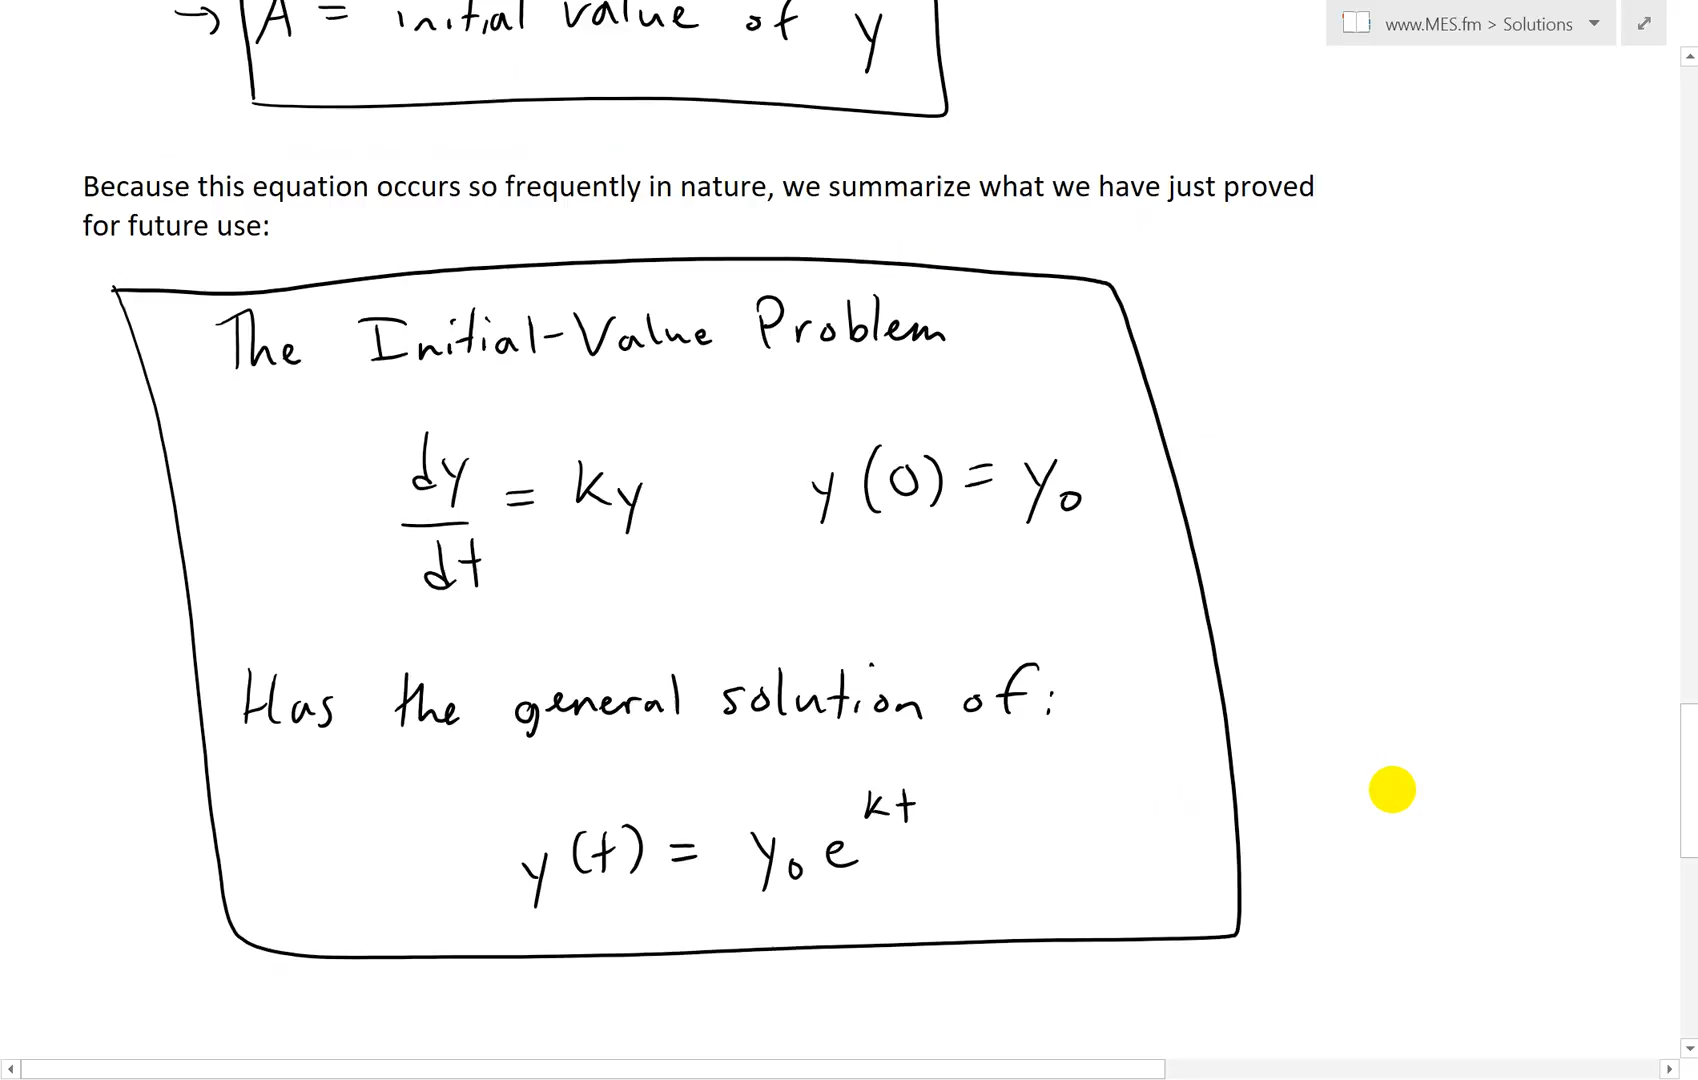 → A = initial value of y
www.MES.fm > Solutions
Because this equation occurs so frequently in nature, we summarize what we have just proved
for future use:
The Initial-Value Problem
dy/dt = ky y(0) = y₀
Has the general solution of:
y(t) = y₀ e^kt